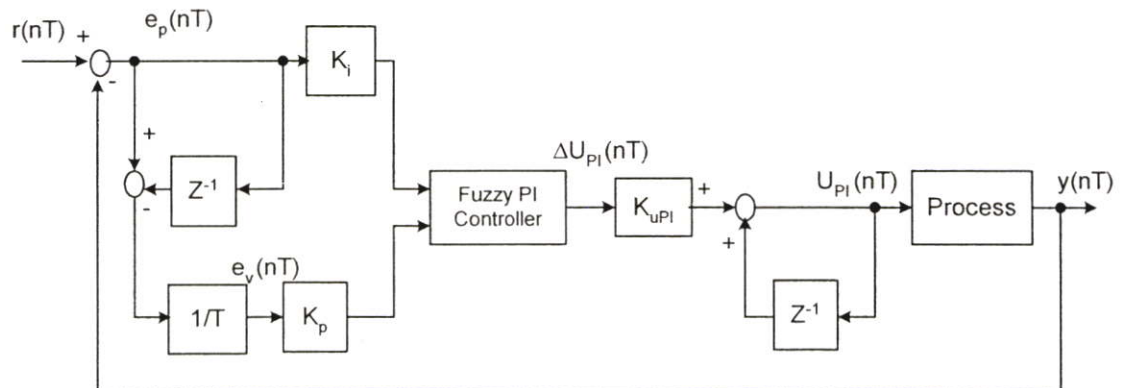 r(nT)
+
-
e_p(nT)
K_i
+
-
Z⁻¹
1/T
e_v(nT)
K_p
Fuzzy PI
Controller
ΔU_PI(nT)
K_uPI
+
+
Z⁻¹
U_PI(nT)
Process
y(nT)